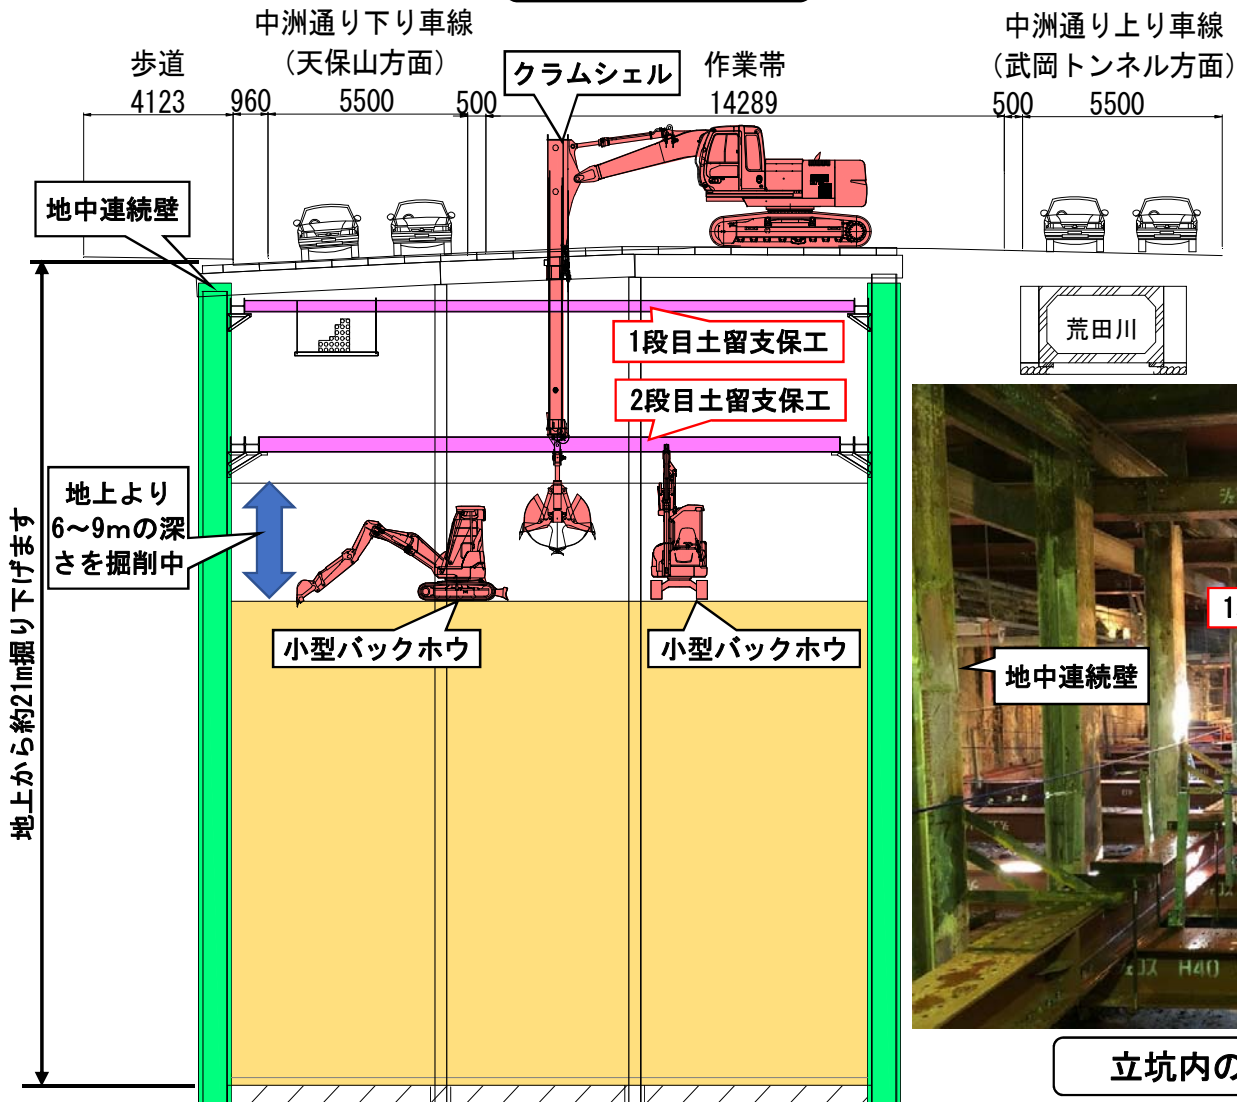 中洲通り下り車線
(天保山方面)
中洲通り上り車線
(武岡トンネル方面)
歩道
クラムシェル
作業帯
4123
960
5500
500
14289
500
5500
地中連続壁
1段目土留支保工
荒田川
2段目土留支保工
地上より
6～9mの深
さを掘削中
小型バックホウ
小型バックホウ
地上から約21m掘り下げます
1
地中連続壁
H40
立坑内の